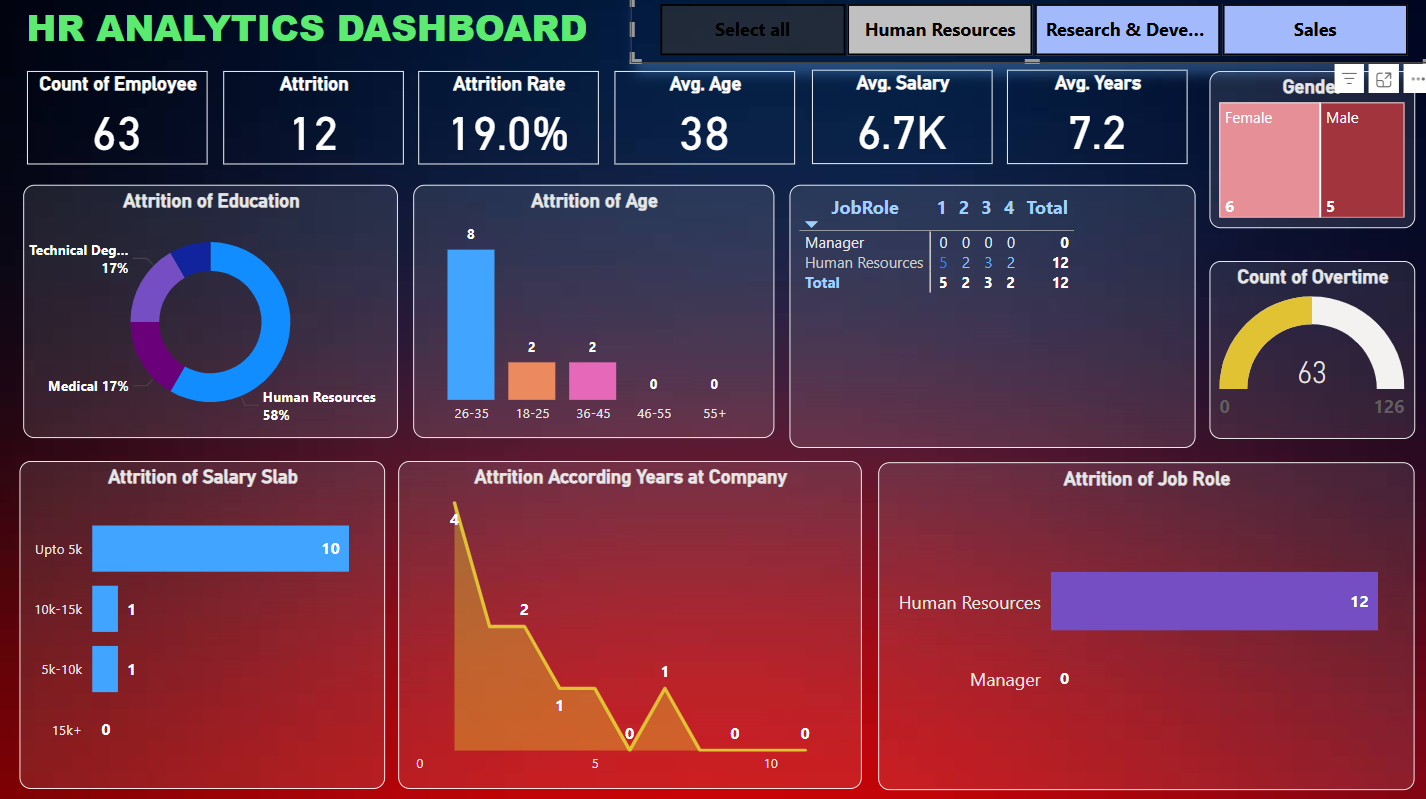 HR ANALYTICS DASHBOARD
Select all
Human Resources
Research & Deve...
Sales
Count of Employee
63
Attrition
12
Attrition Rate
19.0%
Avg. Age
38
Avg. Salary
6.7K
Avg. Years
7.2
Gende
Female
Male
6
5
Attrition of Education
Technical Deg...
17%
Medical 17%
Human Resources
58%
Attrition of Age
8
2
2
0
0
26-35
18-25
36-45
46-55
55+
JobRole 1 2 3 4 Total
Manager 0 0 0 0 0
Human Resources 5 2 3 2 12
Total 5 2 3 2 12
Count of Overtime
63
0
126
Attrition of Salary Slab
Upto 5k 10
10k-15k 1
5k-10k 1
15k+ 0
Attrition According Years at Company
4
2
1
0
1
0
0
0
5
10
Attrition of Job Role
Human Resources 12
Manager 0